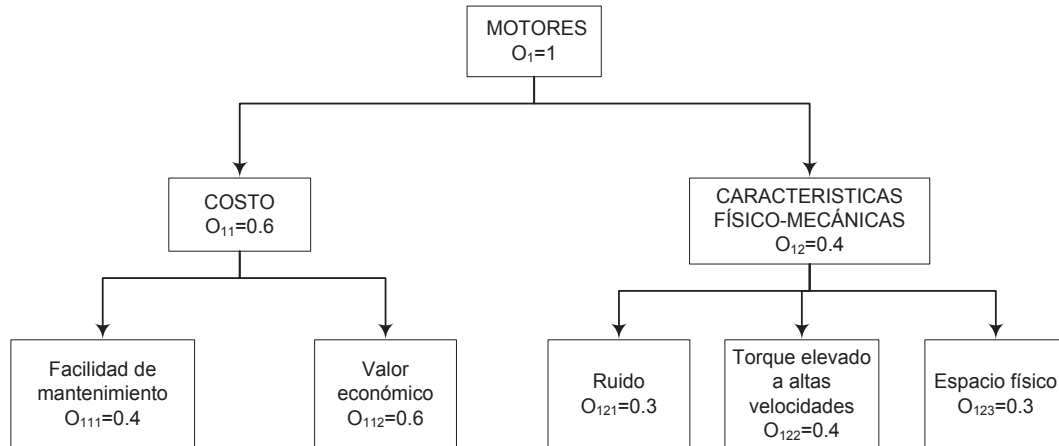 MOTORES
O₁=1
COSTO
O₁₁=0.6
CARACTERISTICAS
FÍSICO-MECÁNICAS
O₁₂=0.4
Facilidad de
mantenimiento
O₁₁₁=0.4
Valor
económico
O₁₁₂=0.6
Ruido
O₁₂₁=0.3
Torque elevado
a altas
velocidades
O₁₂₂=0.4
Espacio físico
O₁₂₃=0.3